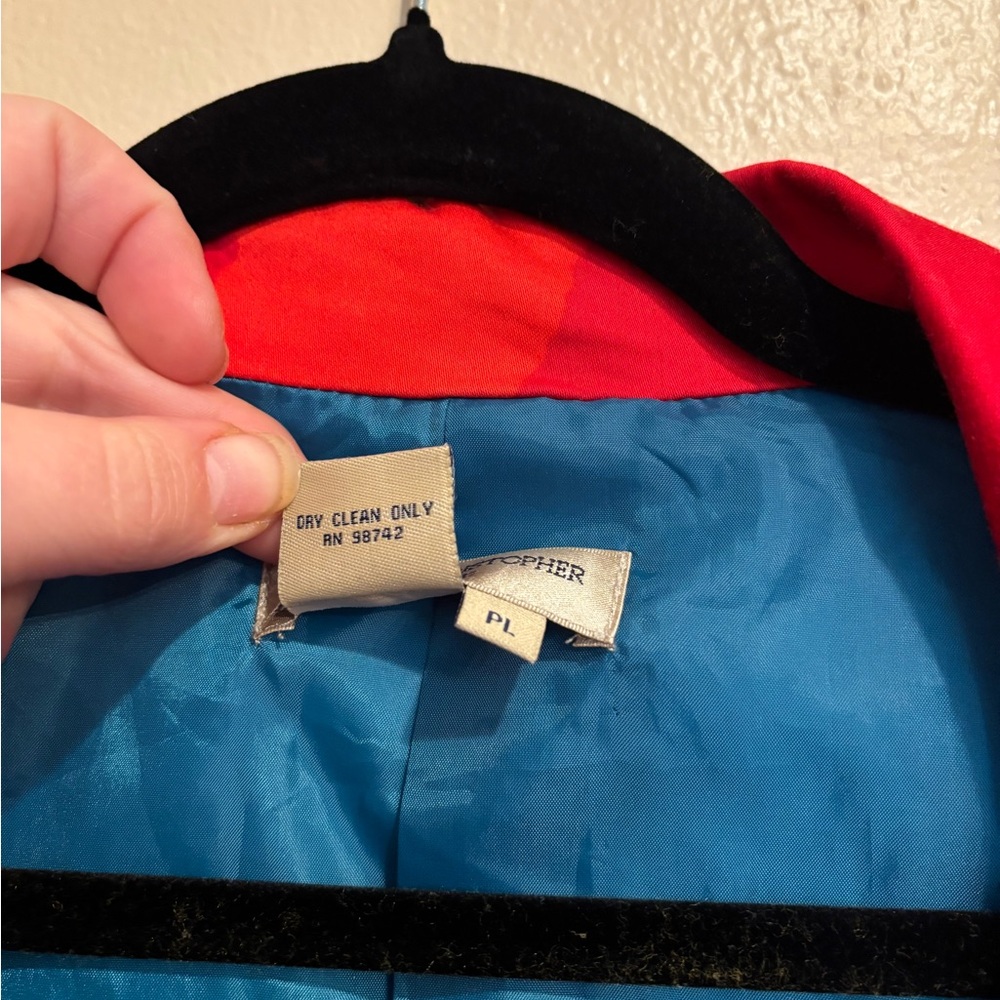 DRY CLEAN ONLY
RN 98742
STOPHER
PL